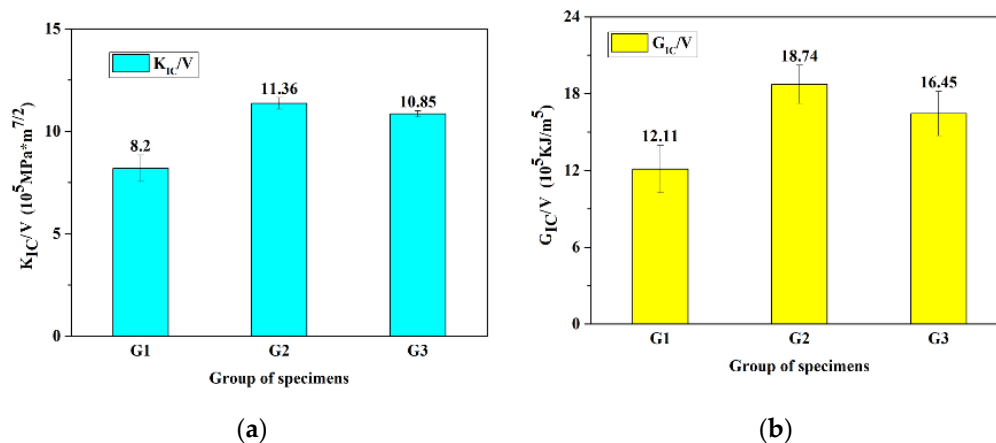 15
10
5
0
K_IC/V (10^5MPa*m^7/2)
K_IC/V
8.2
11.36
10.85
G1 G2 G3
Group of specimens
(a)
24
18
12
6
0
G_IC/V (10^5KJ/m^5)
G_IC/V
12.11
18.74
16.45
G1 G2 G3
Group of specimens
(b)